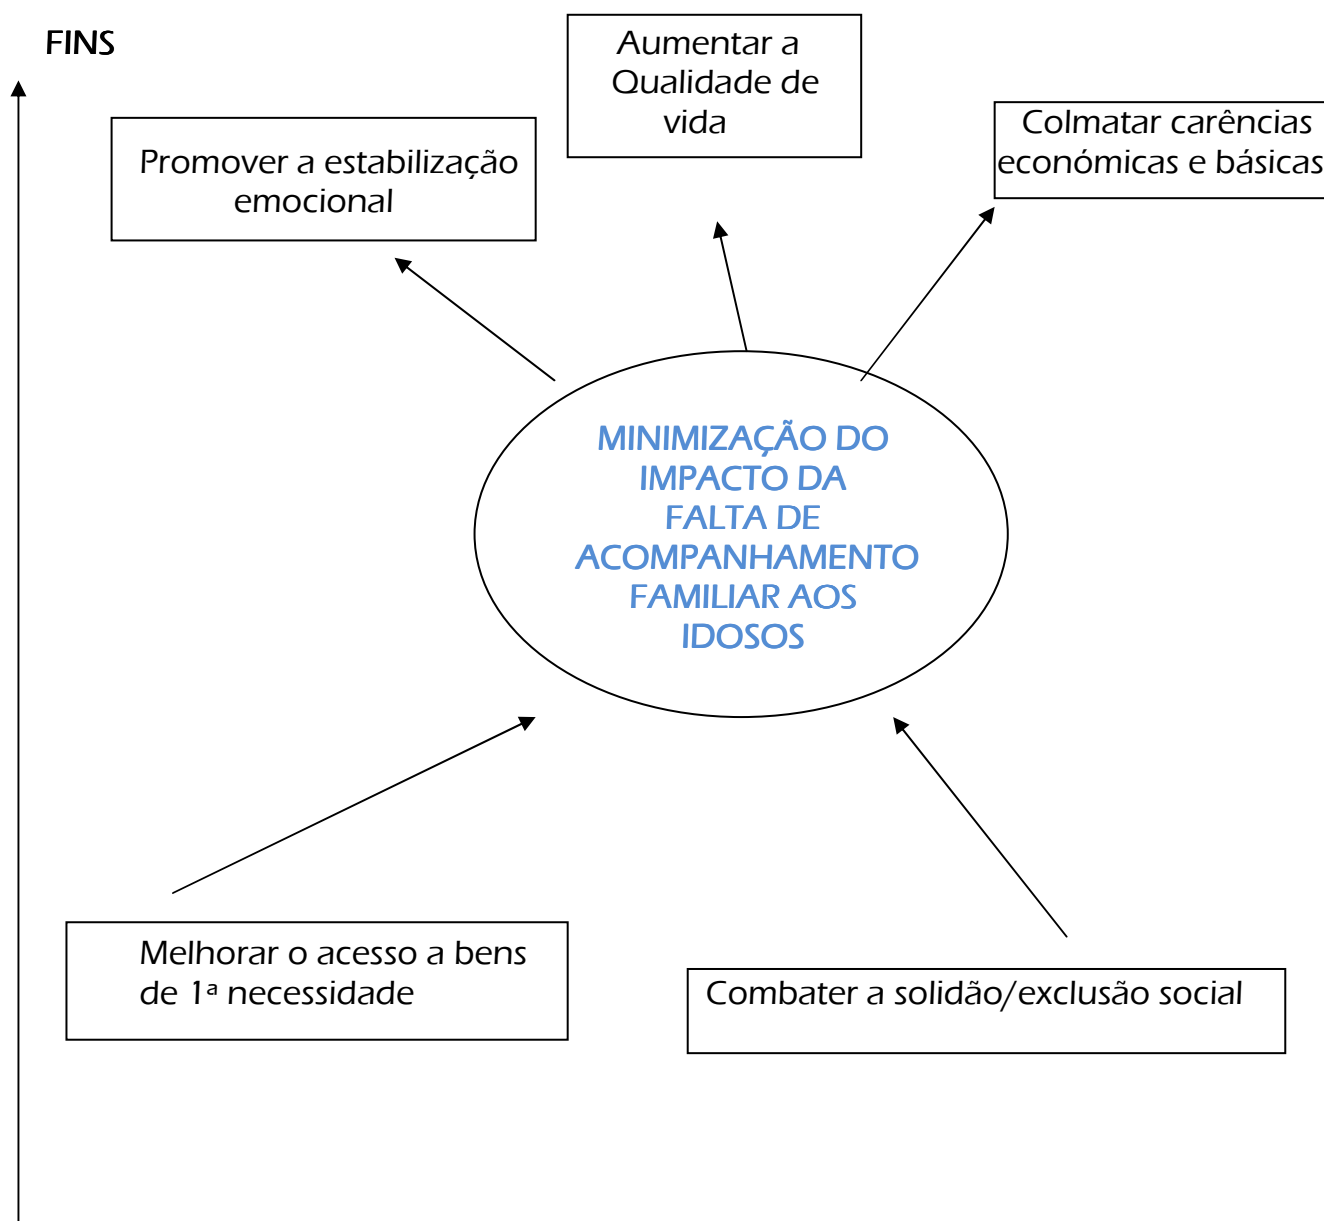 FINS
Aumentar a
Qualidade de
vida
Promover a estabilização
emocional
Colmatar carências
económicas e básicas
MINIMIZAÇÃO DO
IMPACTO DA
FALTA DE
ACOMPANHAMENTO
FAMILIAR AOS
IDOSOS
Melhorar o acesso a bens
de 1ª necessidade
Combater a solidão/exclusão social